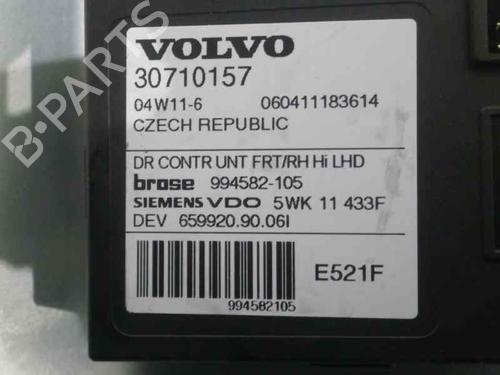 VOLVO
30710157
04W11-6 060411183614
CZECH REPUBLIC
DR CONTR UNT FRT/RH Hi LHD
brose 994582-105
SIEMENS VDO 5WK 11 433F
DEV 659920.90.06I
E521F
994582105